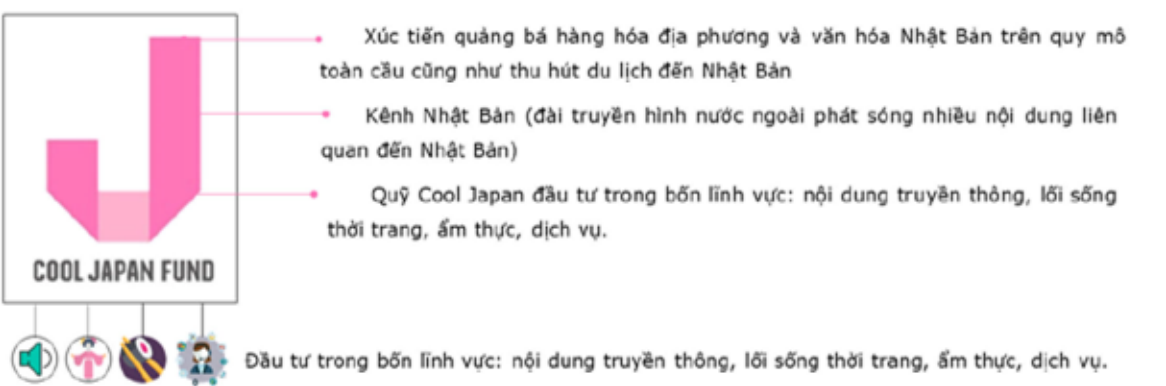 Xúc tiến quảng bá hàng hóa địa phương và văn hóa Nhật Bản trên quy mô
toàn cầu cũng như thu hút du lịch đến Nhật Bản
Kênh Nhật Bản (đài truyền hình nước ngoài phát sóng nhiều nội dung liên
quan đến Nhật Bản)
Quỹ Cool Japan đầu tư trong bốn lĩnh vực: nội dung truyền thông, lối sống
thời trang, ẩm thực, dịch vụ.
COOL JAPAN FUND
Đầu tư trong bốn lĩnh vực: nội dung truyền thông, lối sống thời trang, ẩm thực, dịch vụ.